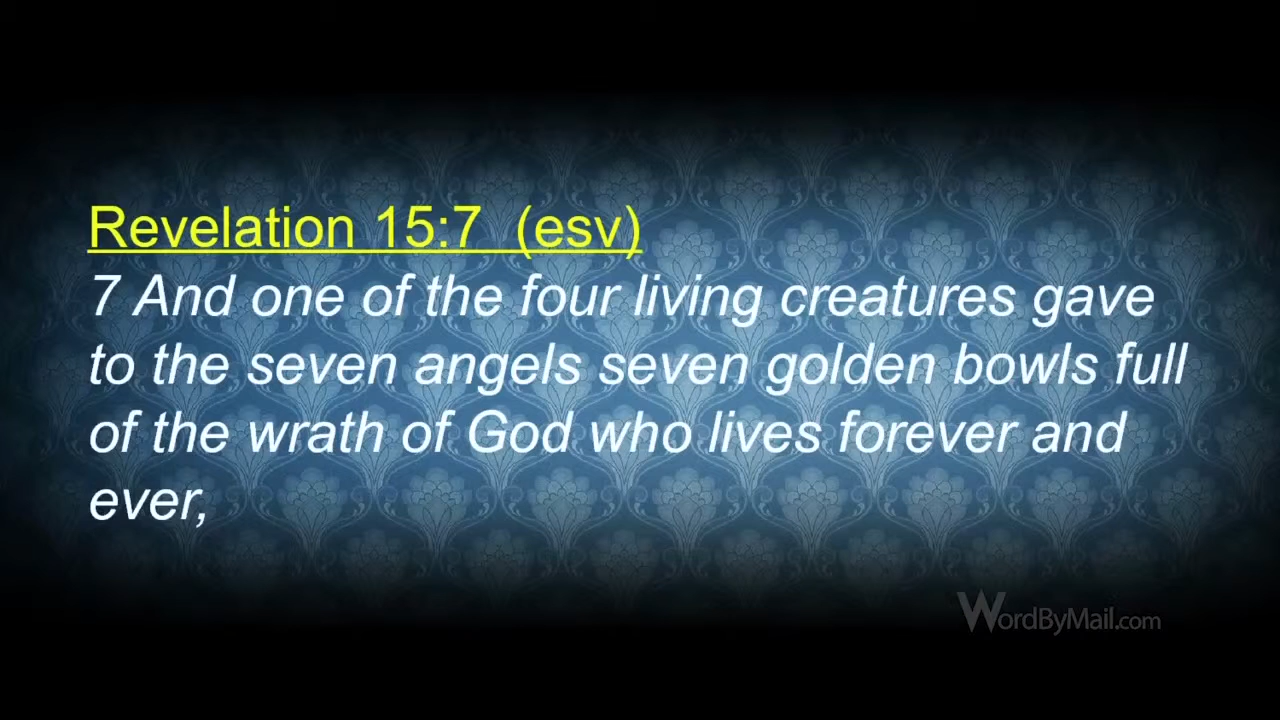 Revelation 15:7  (esv)
7 And one of the four living creatures gave
to the seven angels seven golden bowls full
of the wrath of God who lives forever and
ever,
WordByMail.com